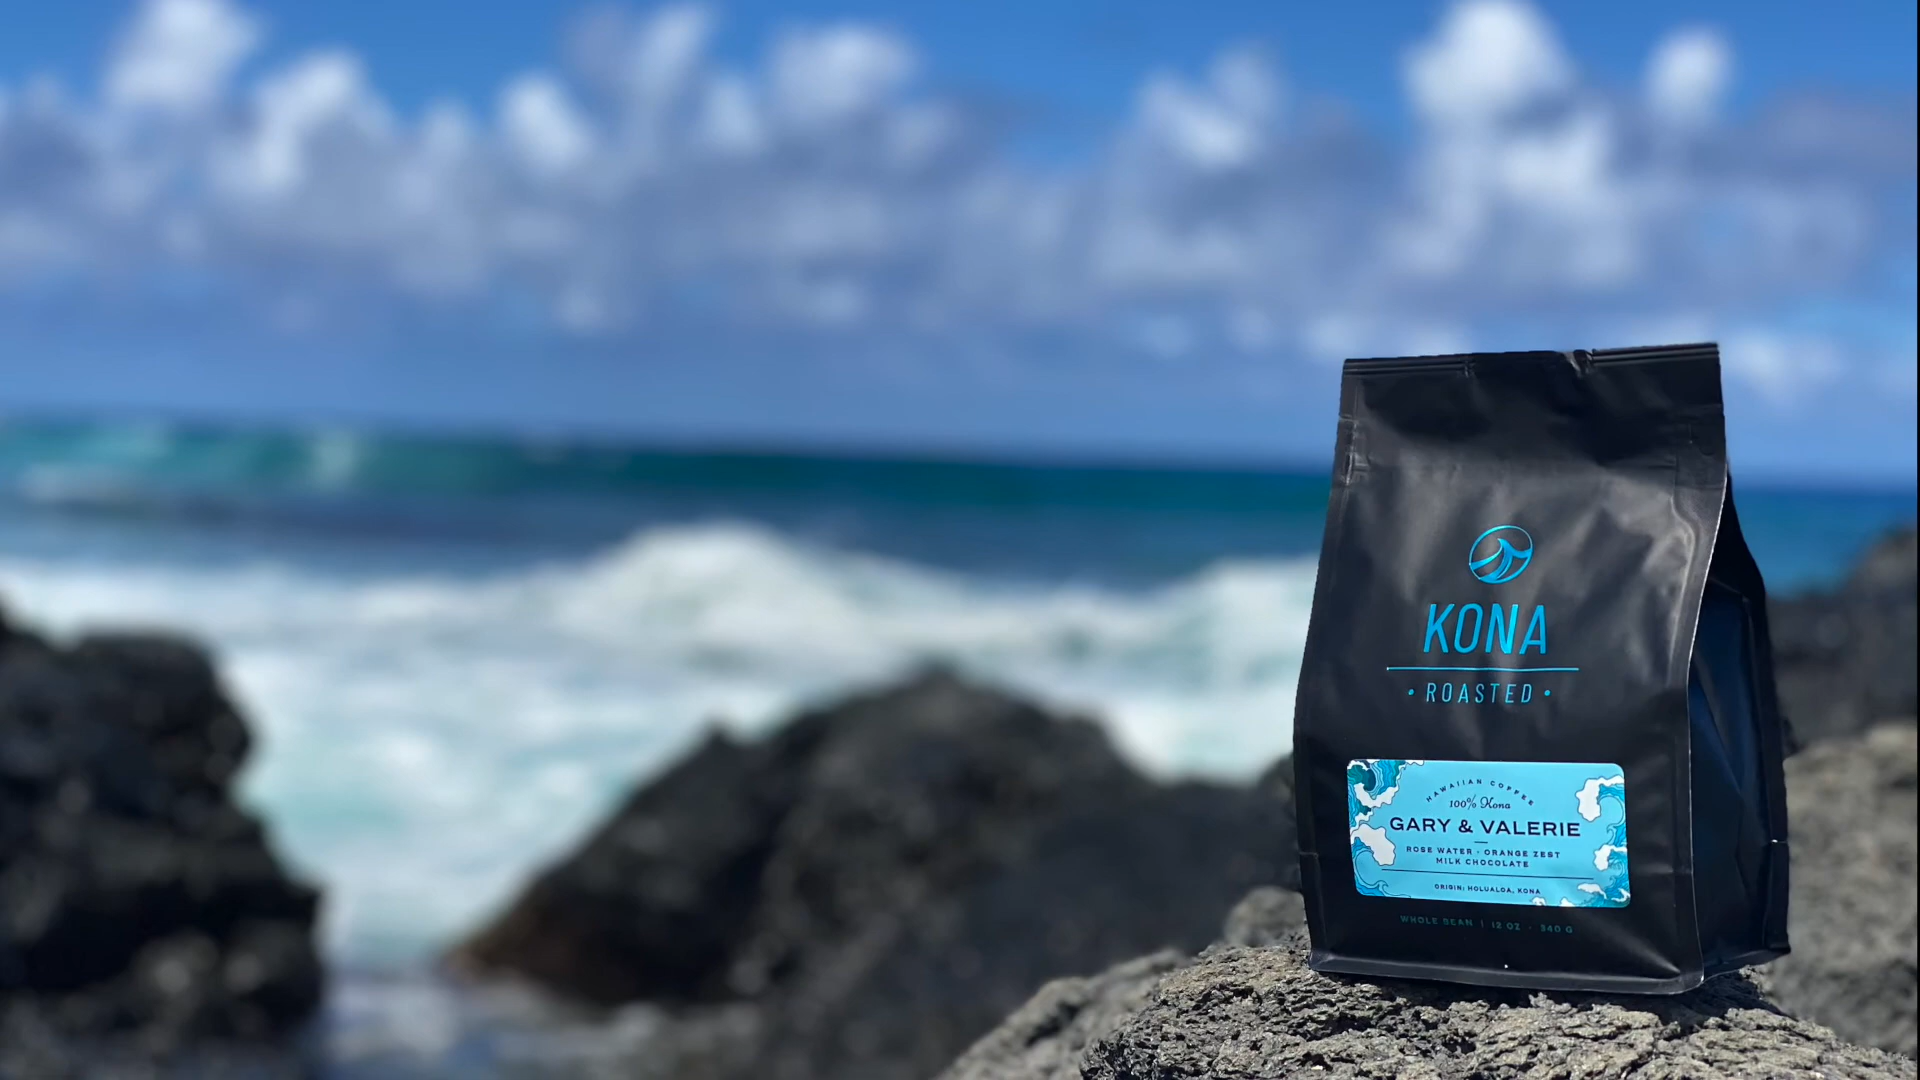 KONA
• ROASTED •
HAWAIIAN COFFEE
100% Kona
GARY & VALERIE
ROSE WATER • ORANGE ZEST
MILK CHOCOLATE
ORIGIN: HOLUALOA, KONA
WHOLE BEAN | 12 OZ • 340 G